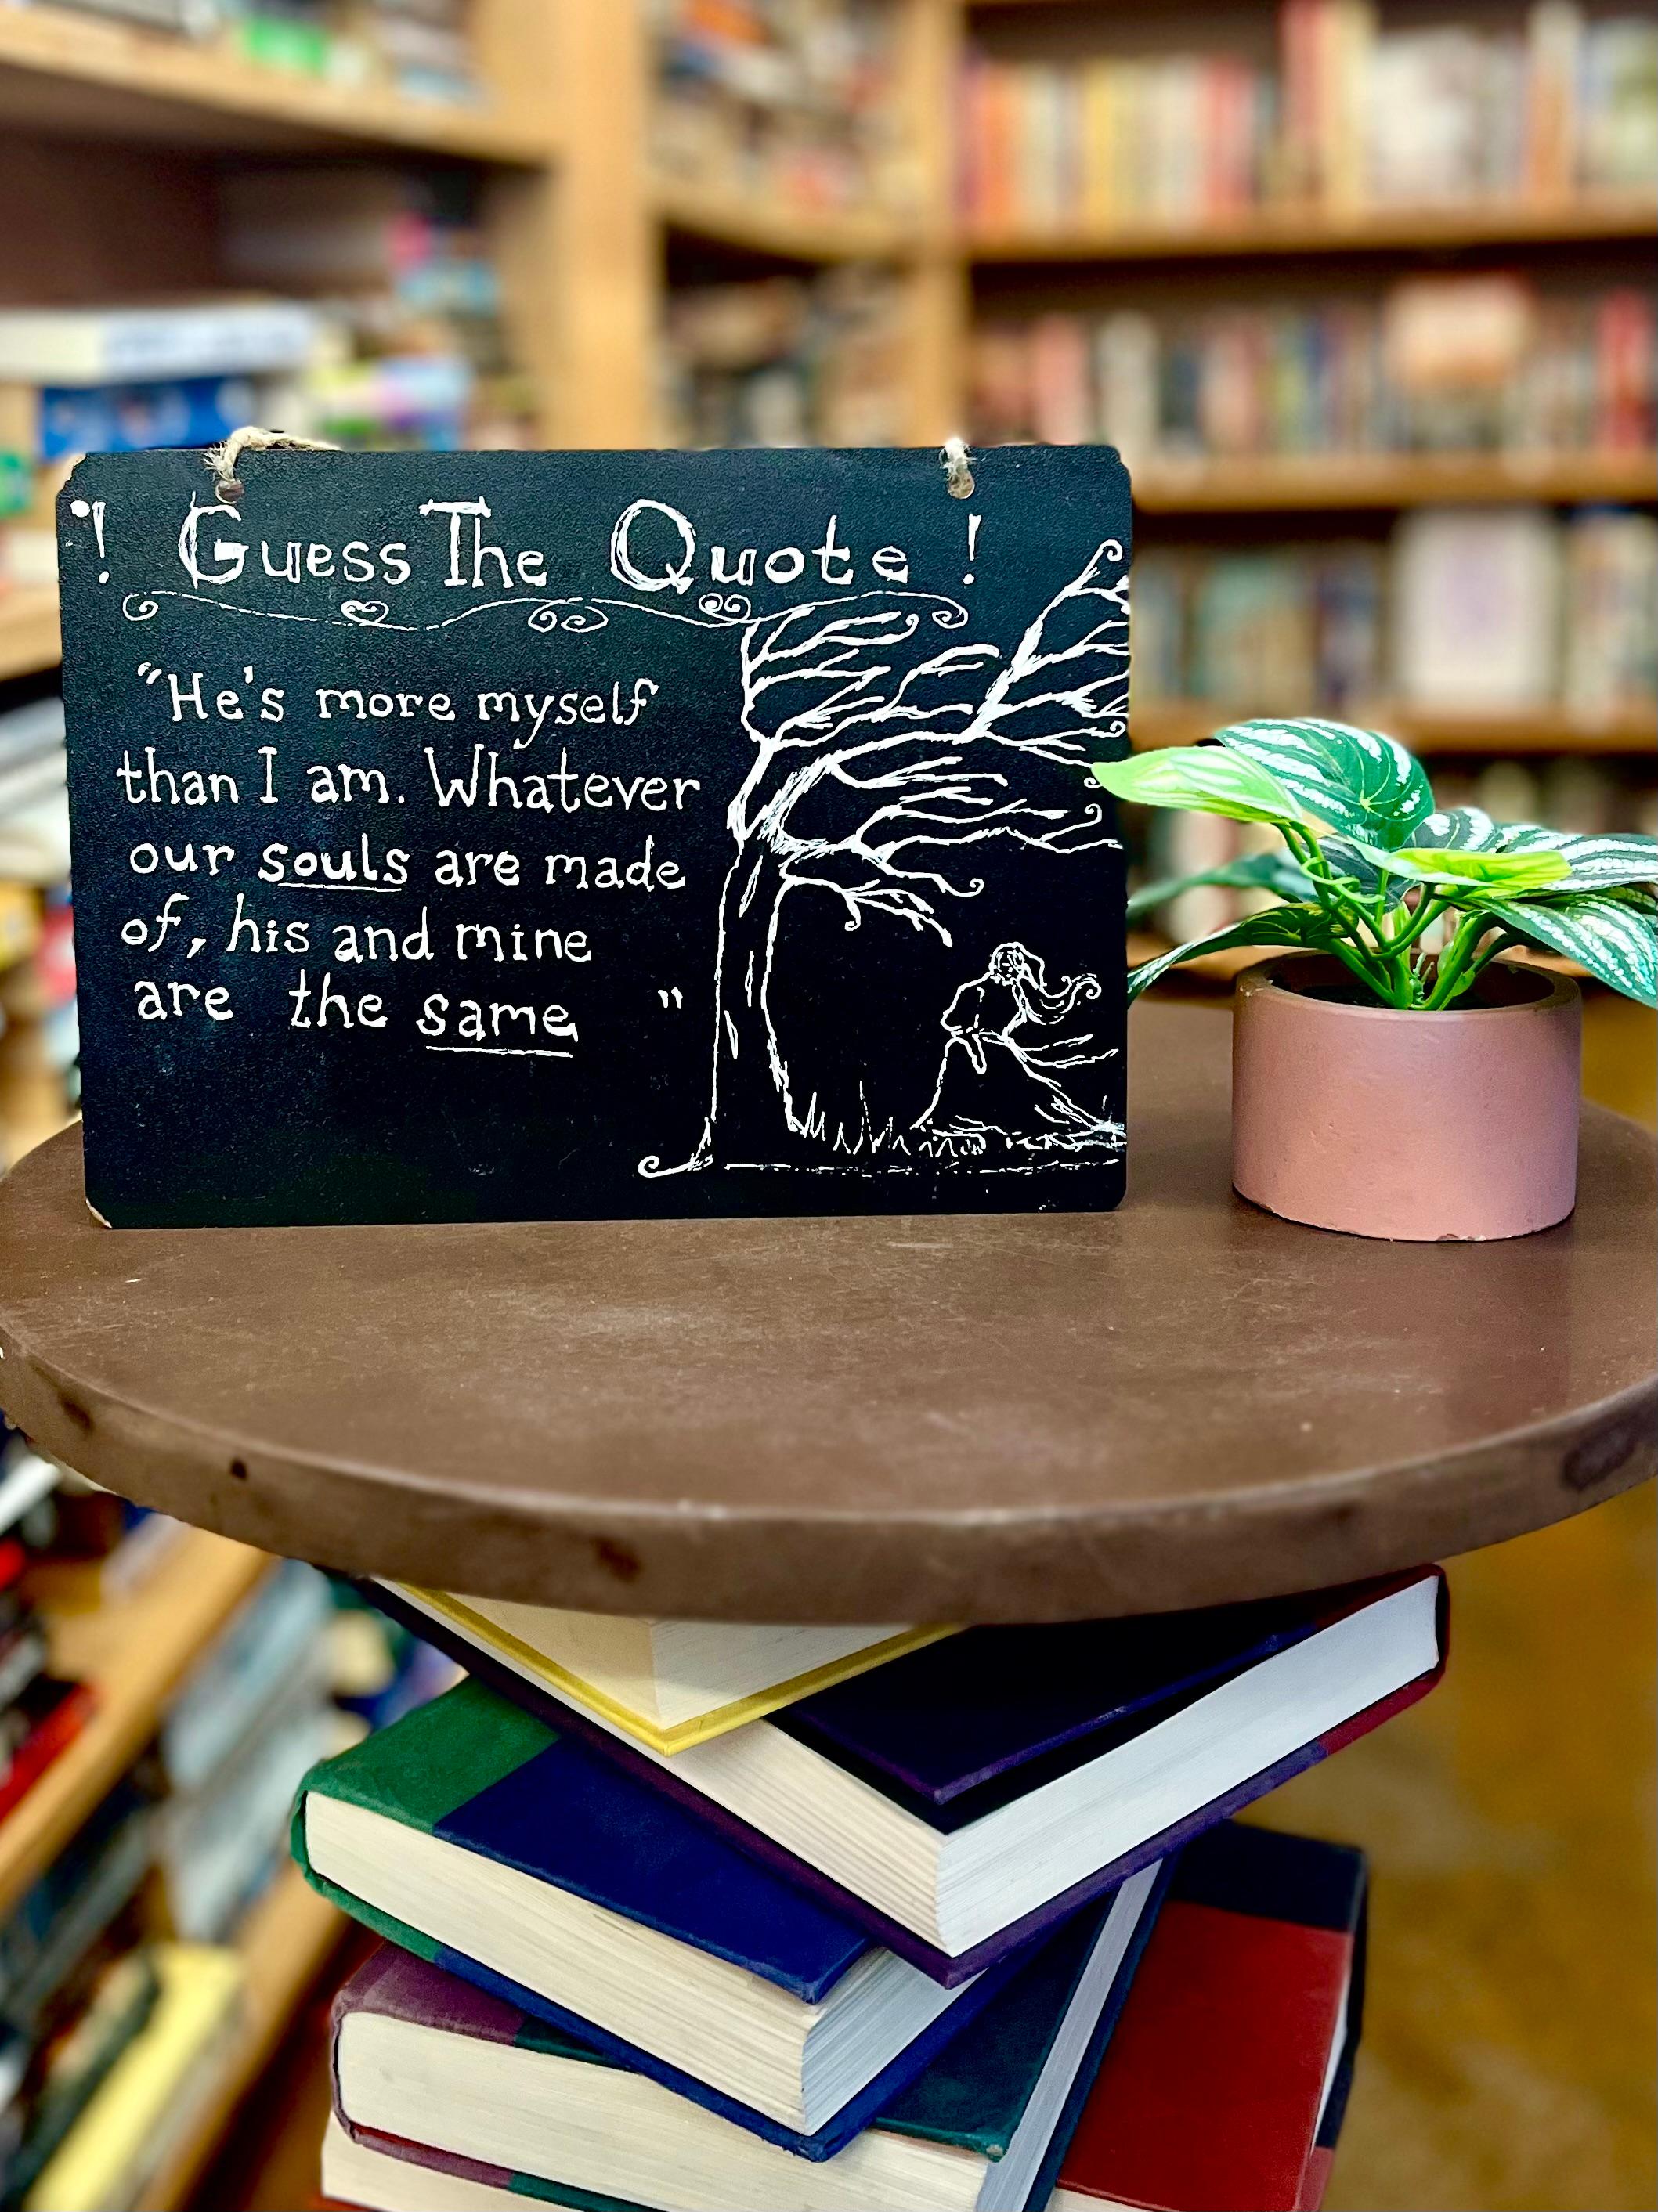 ! Guess The Quote !
"He's more myself
than I am. Whatever
our souls are made
of, his and mine
are the same "